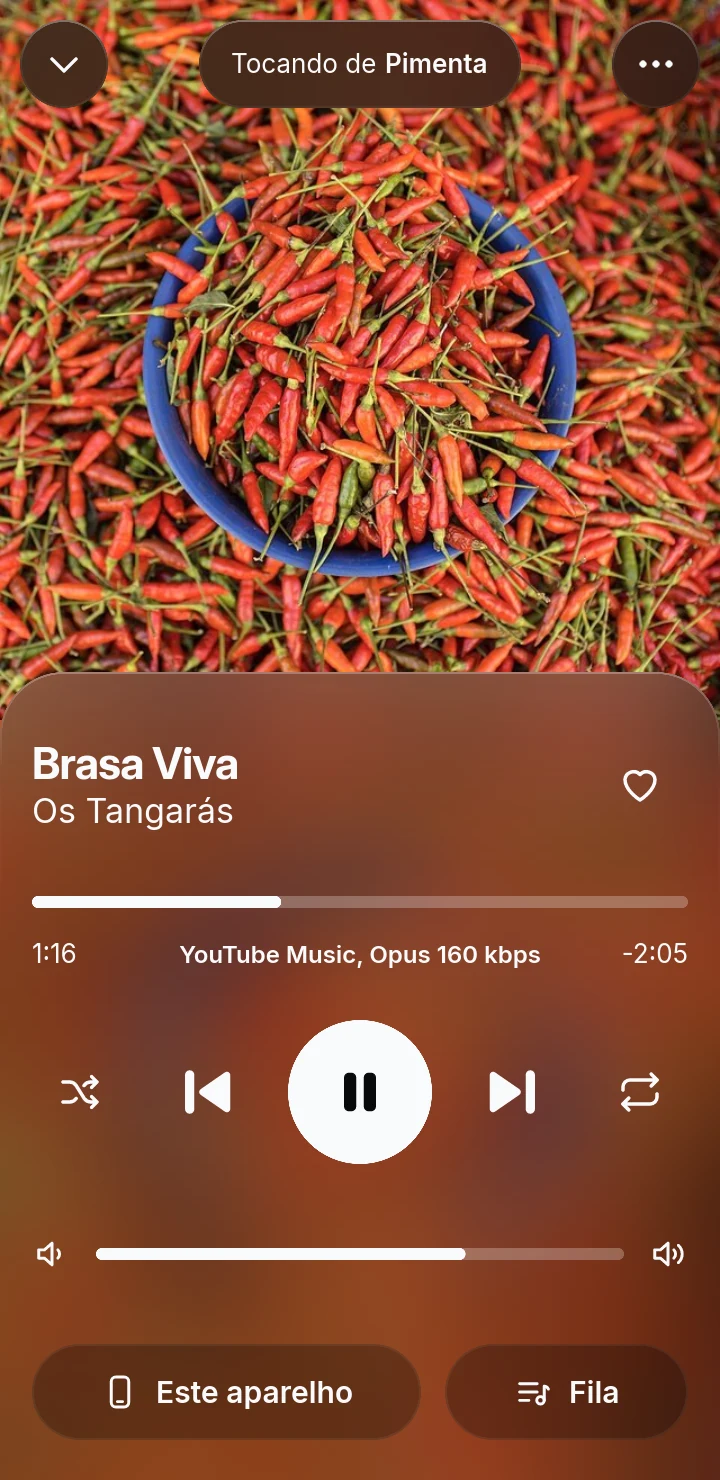 Tocando de Pimenta
Brasa Viva
Os Tangarás
1:16
YouTube Music, Opus 160 kbps
-2:05
Este aparelho
Fila